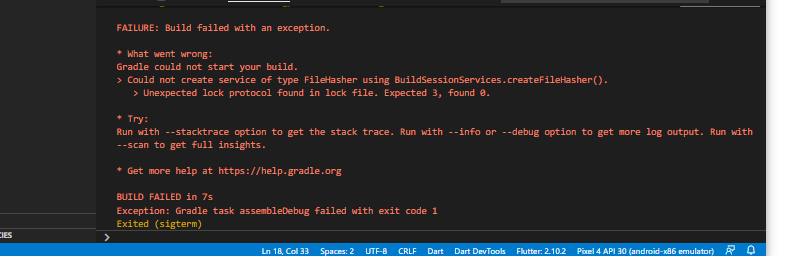 FAILURE: Build failed with an exception.
* What went wrong:
Gradle could not start your build.
> Could not create service of type FileHasher using BuildSessionServices.createFileHasher().
> Unexpected lock protocol found in lock file. Expected 3, found 0.
* Try:
Run with --stacktrace option to get the stack trace. Run with --info or --debug option to get more log output. Run with
--scan to get full insights.
* Get more help at https://help.gradle.org
BUILD FAILED in 7s
Exception: Gradle task assembleDebug failed with exit code 1
Exited (sigterm)
CIES
>
Ln 18, Col 33 Spaces: 2 UTF-8 CRLF Dart Dart DevTools Flutter: 2.10.2 Pixel 4 API 30 (android-x86 emulator)